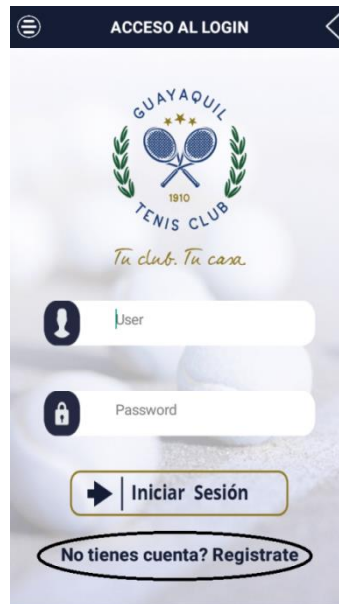 ACCESO AL LOGIN
GUAYAQUIL
1910
TENIS CLUB
Tu club. Tu casa.
User
Password
Iniciar Sesión
No tienes cuenta? Registrate